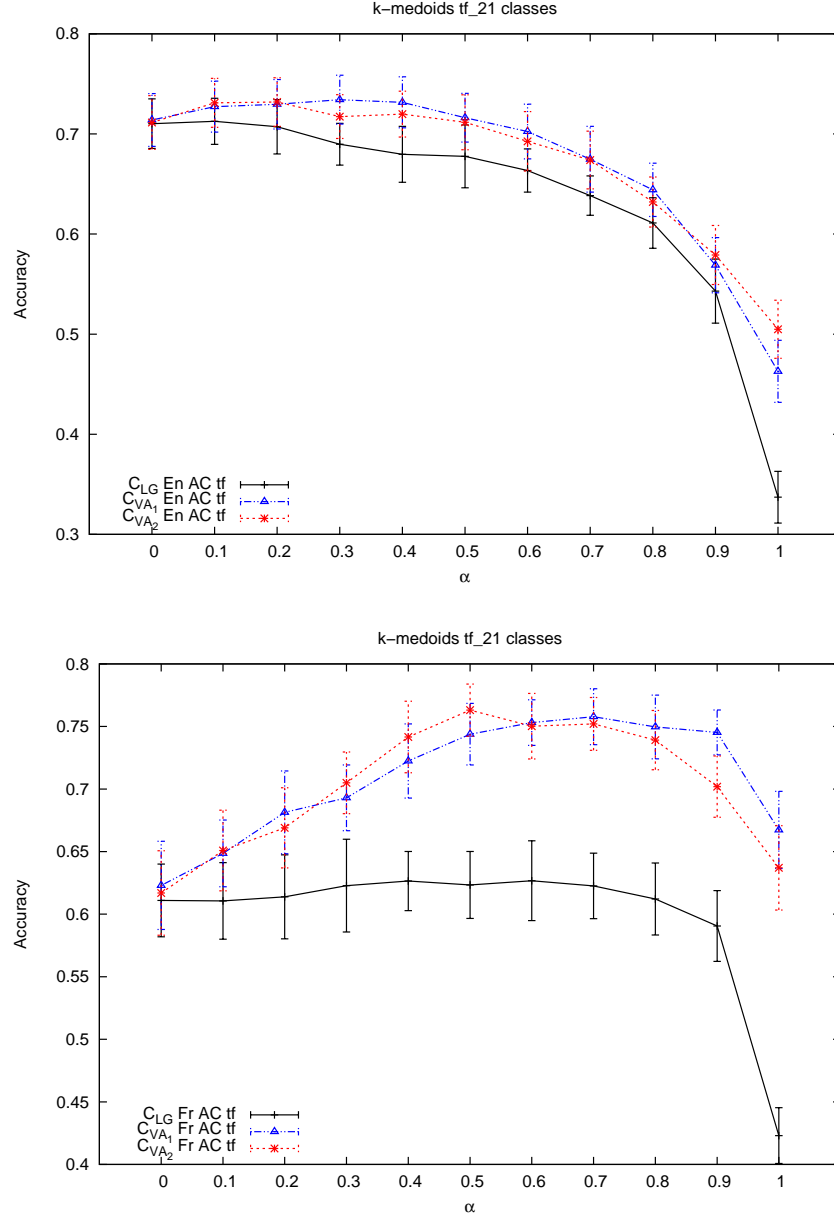 k-medoids tf_21 classes
0.8
0.7
0.6
0.5
0.4
0.3
Accuracy
C_LG En AC tf
C_VA_1 En AC tf
C_VA_2 En AC tf
0 0.1 0.2 0.3 0.4 0.5 0.6 0.7 0.8 0.9 1
α
k-medoids tf_21 classes
0.8
0.75
0.7
0.65
0.6
0.55
0.5
0.45
0.4
Accuracy
C_LG Fr AC tf
C_VA_1 Fr AC tf
C_VA_2 Fr AC tf
0 0.1 0.2 0.3 0.4 0.5 0.6 0.7 0.8 0.9 1
α